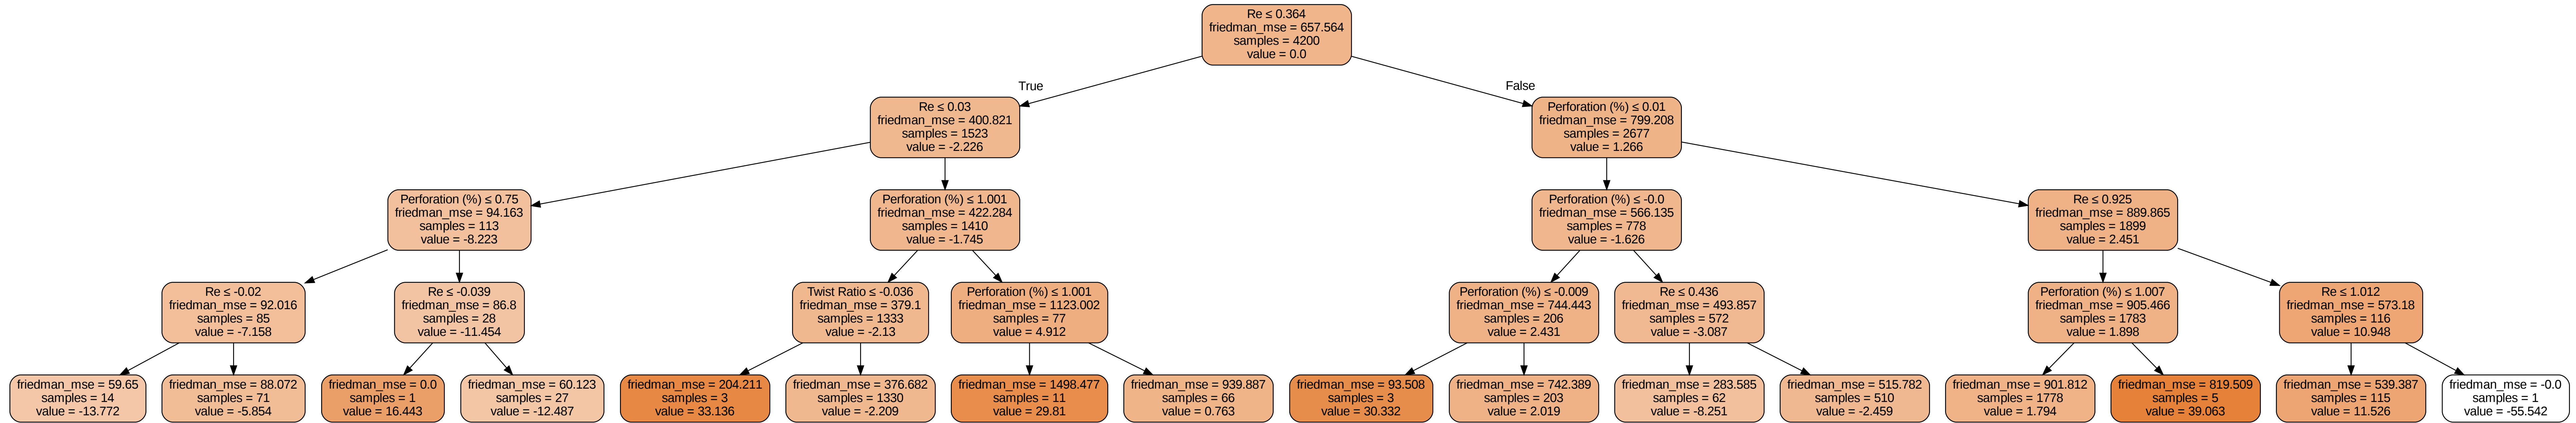 Re ≤ 0.364
friedman_mse = 657.564
samples = 4200
value = 0.0
True
False
Re ≤ 0.03
friedman_mse = 400.821
samples = 1523
value = -2.226
Perforation (%) ≤ 0.01
friedman_mse = 799.208
samples = 2677
value = 1.266
Perforation (%) ≤ 0.75
friedman_mse = 94.163
samples = 113
value = -8.223
Perforation (%) ≤ 1.001
friedman_mse = 422.284
samples = 1410
value = -1.745
Perforation (%) ≤ -0.0
friedman_mse = 566.135
samples = 778
value = -1.626
Re ≤ 0.925
friedman_mse = 889.865
samples = 1899
value = 2.451
Re ≤ -0.02
friedman_mse = 92.016
samples = 85
value = -7.158
Re ≤ -0.039
friedman_mse = 86.8
samples = 28
value = -11.454
Twist Ratio ≤ -0.036
friedman_mse = 379.1
samples = 1333
value = -2.13
Perforation (%) ≤ 1.001
friedman_mse = 1123.002
samples = 77
value = 4.912
Perforation (%) ≤ -0.009
friedman_mse = 744.443
samples = 206
value = 2.431
Re ≤ 0.436
friedman_mse = 493.857
samples = 572
value = -3.087
Perforation (%) ≤ 1.007
friedman_mse = 905.466
samples = 1783
value = 1.898
Re ≤ 1.012
friedman_mse = 573.18
samples = 116
value = 10.948
friedman_mse = 59.65
samples = 14
value = -13.772
friedman_mse = 88.072
samples = 71
value = -5.854
friedman_mse = 0.0
samples = 1
value = 16.443
friedman_mse = 60.123
samples = 27
value = -12.487
friedman_mse = 204.211
samples = 3
value = 33.136
friedman_mse = 376.682
samples = 1330
value = -2.209
friedman_mse = 1498.477
samples = 11
value = 29.81
friedman_mse = 939.887
samples = 66
value = 0.763
friedman_mse = 93.508
samples = 3
value = 30.332
friedman_mse = 742.389
samples = 203
value = 2.019
friedman_mse = 283.585
samples = 62
value = -8.251
friedman_mse = 515.782
samples = 510
value = -2.459
friedman_mse = 901.812
samples = 1778
value = 1.794
friedman_mse = 819.509
samples = 5
value = 39.063
friedman_mse = 539.387
samples = 115
value = 11.526
friedman_mse = -0.0
samples = 1
value = -55.542